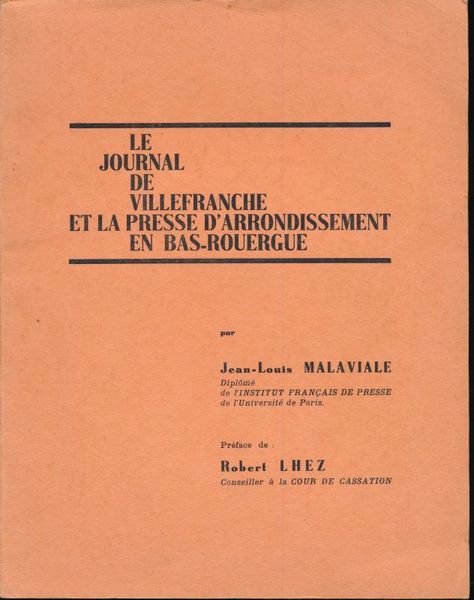 LE
JOURNAL
DE
VILLEFRANCHE
ET LA PRESSE D'ARRONDISSEMENT
EN BAS-ROUERGUE
par
Jean-Louis MALAVIALE
Diplômé
de l'INSTITUT FRANÇAIS DE PRESSE
de l'Université de Paris.
Préface de :
Robert LHEZ
Conseiller à la COUR DE CASSATION